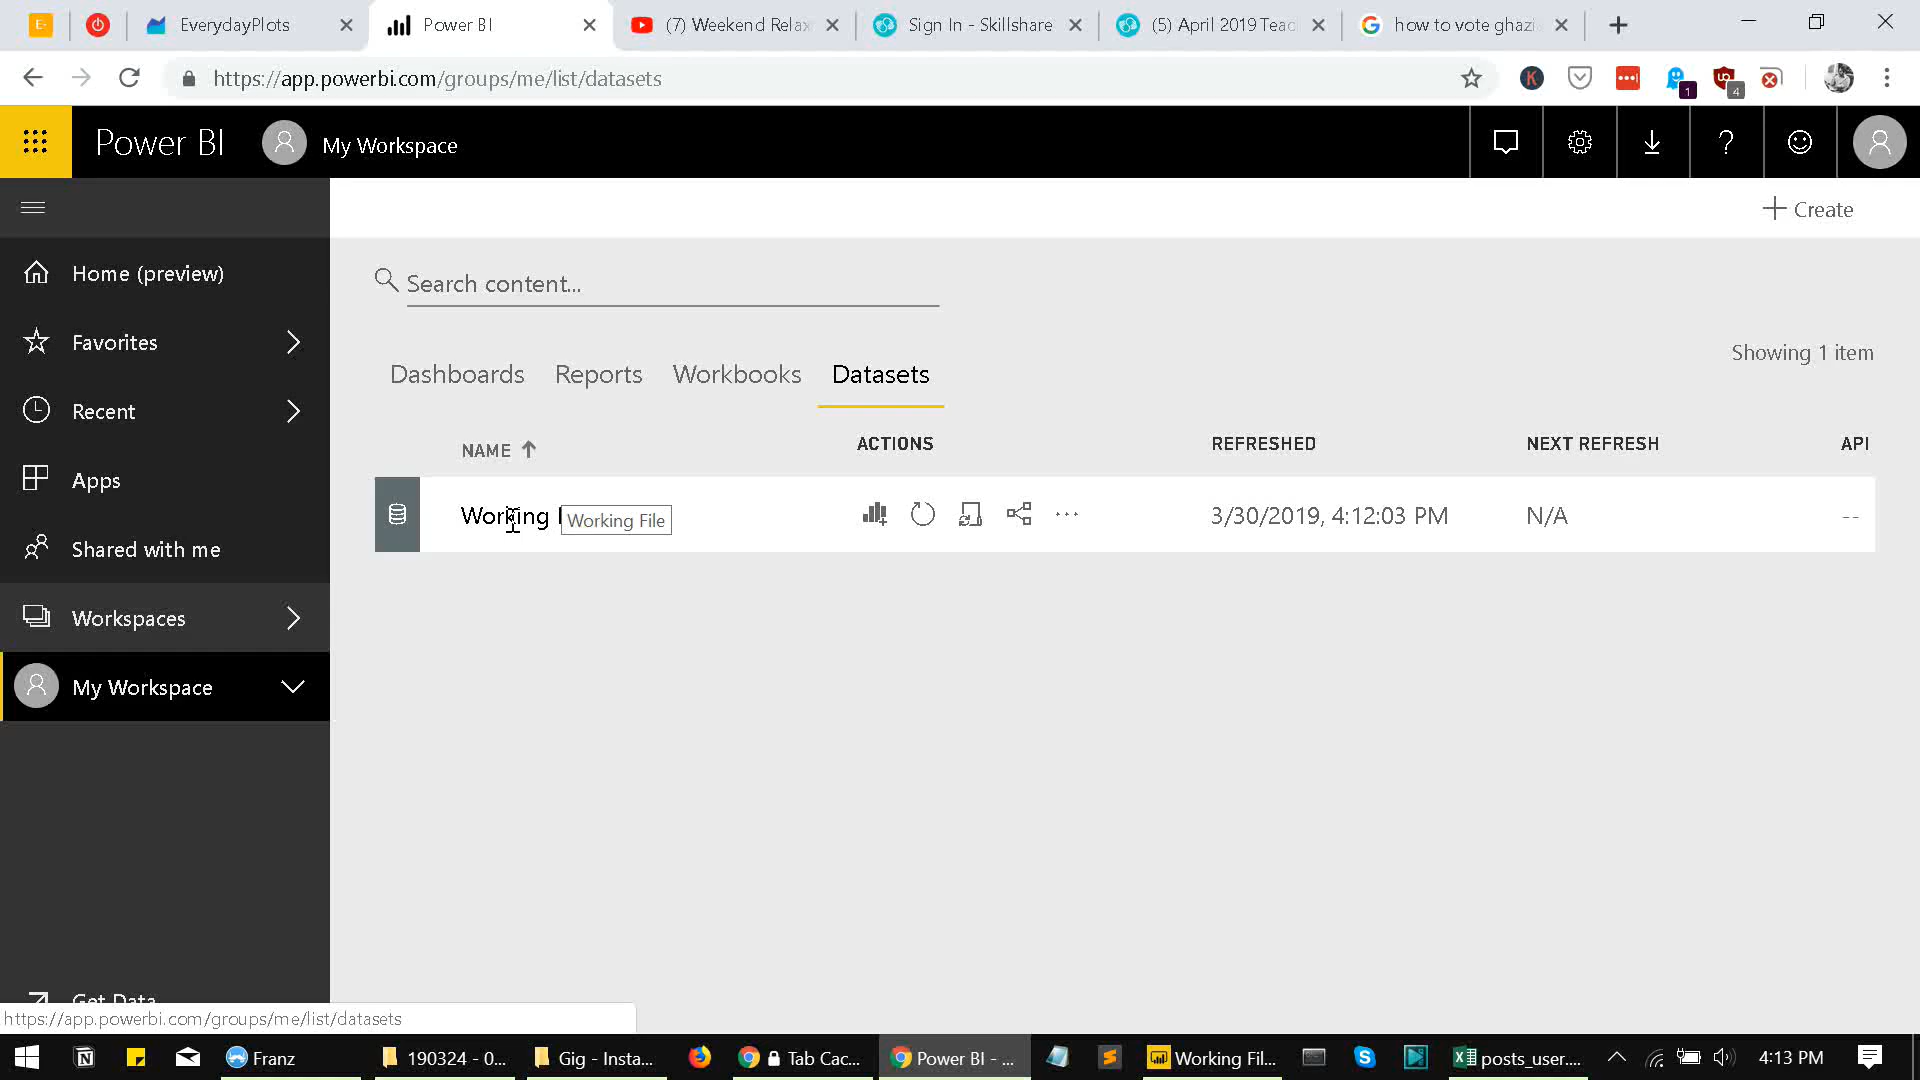 EverydayPlots
Power BI
(7) Weekend Relax
Sign In - Skillshare
(5) April 2019 Teac
how to vote ghazi
https://app.powerbi.com/groups/me/list/datasets
K
1
4
Power BI
My Workspace
?
Create
Home (preview)
Search content...
Favorites
Showing 1 item
Dashboards Reports Workbooks Datasets
Recent
NAME ACTIONS REFRESHED NEXT REFRESH API
Apps
Working
Working File
3/30/2019, 4:12:03 PM
N/A
--
Shared with me
Workspaces
My Workspace
Get Data
https://app.powerbi.com/groups/me/list/datasets
Franz
190324 - 0...
Gig - Insta...
Tab Cac...
Power BI - ...
Working Fil...
posts_user....
4:13 PM